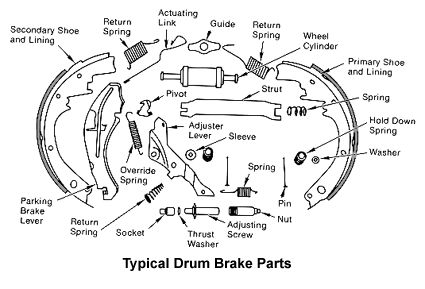 Secondary Shoe
and Lining
Return
Spring
Actuating
Link
Guide
Return
Spring
Wheel
Cylinder
Primary Shoe
and Lining
Strut
Spring
Pivot
Adjuster
Lever
Sleeve
Hold Down
Spring
Washer
Override
Spring
Spring
Parking
Brake
Lever
Return
Spring
Socket
Thrust
Washer
Adjusting
Screw
Nut
Pin
Typical Drum Brake Parts